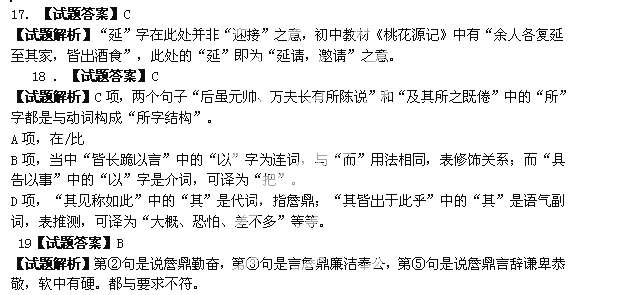 17. 【试题答案】C
【试题解析】“延”字在此处并非“迎接”之意，初中教材《桃花源记》中有“余人各复延
至其家，皆出酒食”，此处的“延”即为“延请，邀请”之意。
18 . 【试题答案】C
【试题解析】C项，两个句子“后虽元帅、万夫长有所陈说”和“及其所之既倦”中的“所”
字都是与动词构成“所字结构”。
A项，在/比
B项，当中“皆长跪以言”中的“以”字为连词，与“而”用法相同，表修饰关系；而“具
告以事”中的“以”字是介词，可译为“把”。
D项，“其见称如此”中的“其”是代词，指詹鼎；“其皆出于此乎”中的“其”是语气副
词，表推测，可译为“大概、恐怕、差不多”等等。
19【试题答案】B
【试题解析】第②句是说詹鼎勤奋，第③句是言詹鼎廉洁奉公，第⑤句是说詹鼎言辞谦卑恭
敬，软中有硬。都与要求不符。